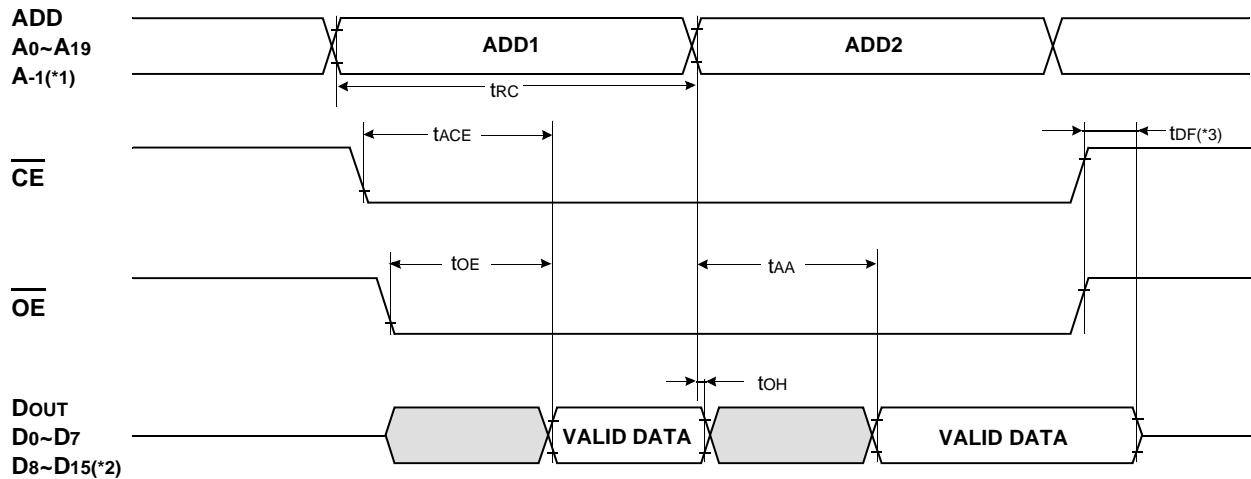 ADD
A0~A19
A-1(*1)
ADD1
ADD2
tRC
tACE
tDF(*3)
CE
tOE
tAA
OE
tOH
DOUT
D0~D7
D8~D15(*2)
VALID DATA
VALID DATA